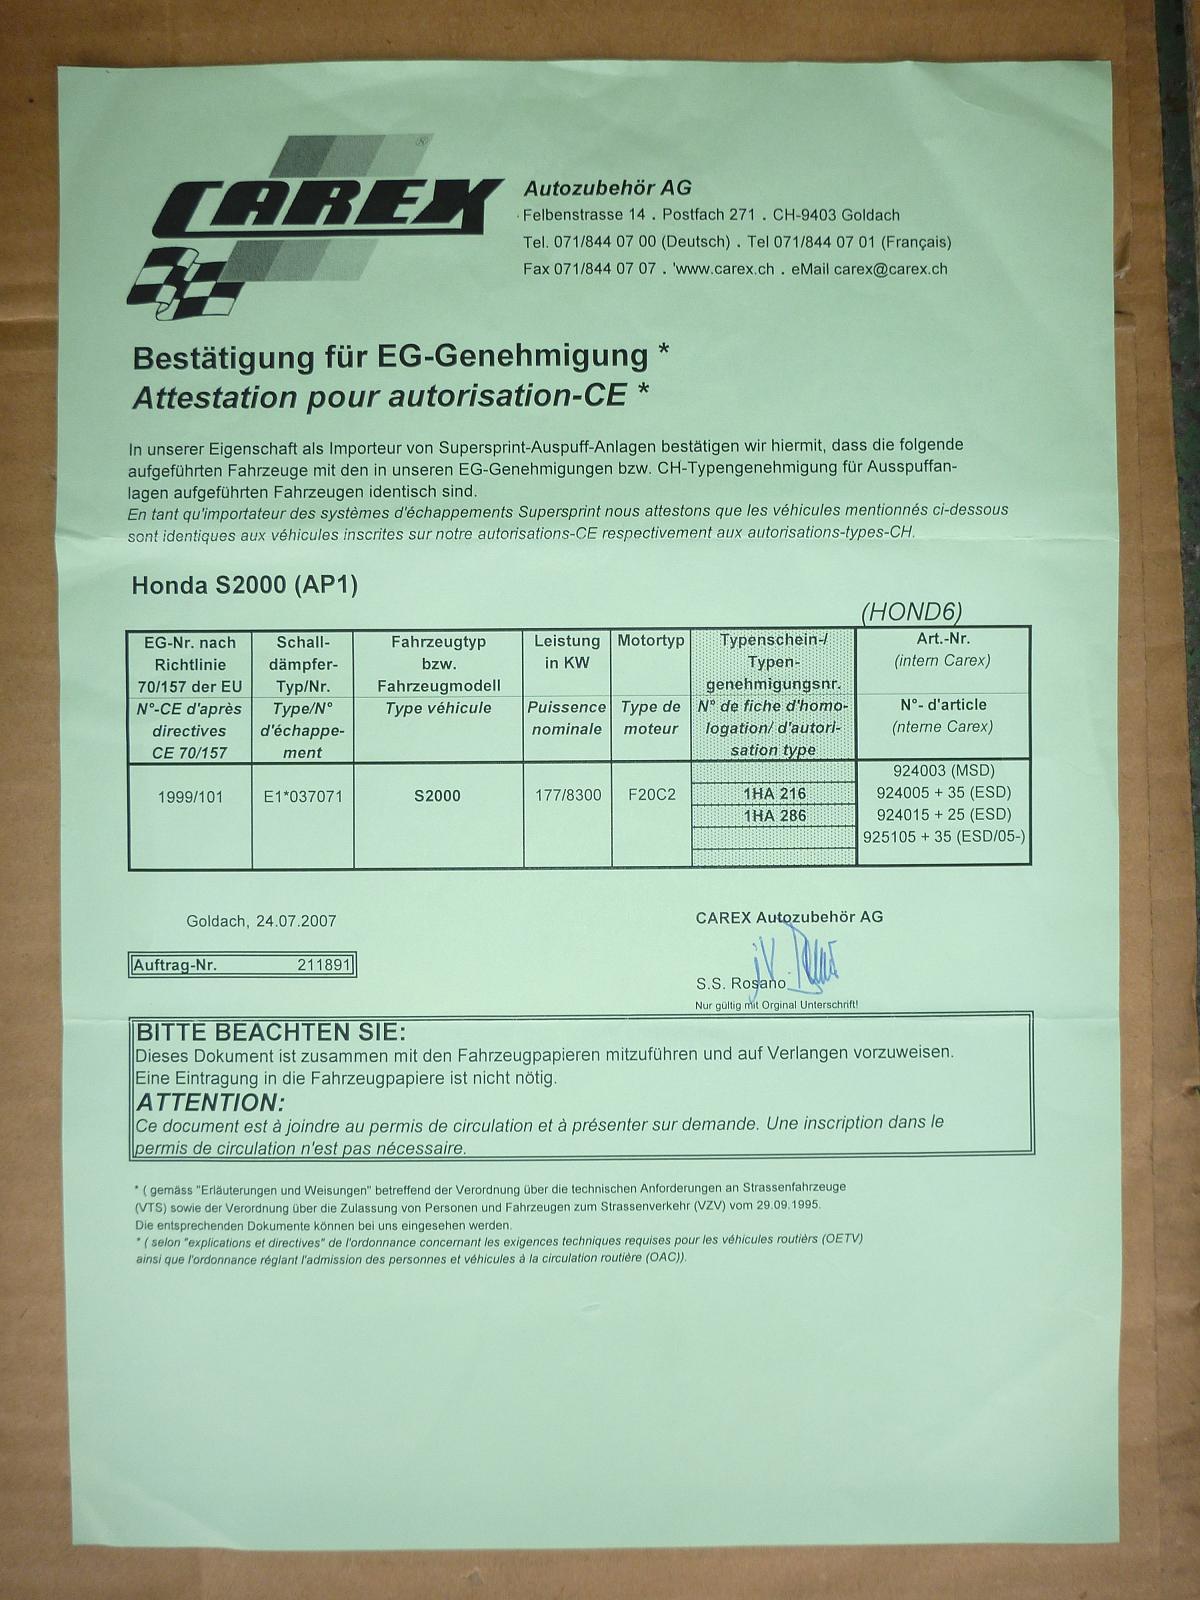 CAREX ®
Autozubehör AG
Felbenstrasse 14 . Postfach 271 . CH-9403 Goldach
Tel. 071/844 07 00 (Deutsch) . Tel 071/844 07 01 (Français)
Fax 071/844 07 07 . 'www.carex.ch . eMail carex@carex.ch
Bestätigung für EG-Genehmigung *
Attestation pour autorisation-CE *
In unserer Eigenschaft als Importeur von Supersprint-Auspuff-Anlagen bestätigen wir hiermit, dass die folgende
aufgeführten Fahrzeuge mit den in unseren EG-Genehmigungen bzw. CH-Typengenehmigung für Ausspuffan-
lagen aufgeführten Fahrzeugen identisch sind.
En tant qu'importateur des systèmes d'échappements Supersprint nous attestons que les véhicules mentionnés ci-dessous
sont identiques aux véhicules inscrites sur notre autorisations-CE respectivement aux autorisations-types-CH.
Honda S2000 (AP1)
(HOND6)
EG-Nr. nach
Richtlinie
70/157 der EU
N°-CE d'après
directives
CE 70/157
Schall-
dämpfer-
Typ/Nr.
Type/N°
d'échappe-
ment
Fahrzeugtyp
bzw.
Fahrzeugmodell
Type véhicule
Leistung
in KW
Puissence
nominale
Motortyp
Type de
moteur
Typenschein-/
Typen-
genehmigungsnr.
N° de fiche d'homo-
logation/ d'autori-
sation type
Art.-Nr.
(intern Carex)
N°- d'article
(nterne Carex)
1999/101
E1*037071
S2000
177/8300
F20C2
1HA 216
1HA 286
924003 (MSD)
924005 + 35 (ESD)
924015 + 25 (ESD)
925105 + 35 (ESD/05-)
Goldach, 24.07.2007
CAREX Autozubehör AG
Auftrag-Nr. 211891
S.S. Rosano
Nur gültig mit Orginal Unterschrift!
BITTE BEACHTEN SIE:
Dieses Dokument ist zusammen mit den Fahrzeugpapieren mitzuführen und auf Verlangen vorzuweisen.
Eine Eintragung in die Fahrzeugpapiere ist nicht nötig.
ATTENTION:
Ce document est à joindre au permis de circulation et à présenter sur demande. Une inscription dans le
permis de circulation n'est pas nécessaire.
* ( gemäss "Erläuterungen und Weisungen" betreffend der Verordnung über die technischen Anforderungen an Strassenfahrzeuge
(VTS) sowie der Verordnung über die Zulassung von Personen und Fahrzeugen zum Strassenverkehr (VZV) vom 29.09.1995.
Die entsprechenden Dokumente können bei uns eingesehen werden.
* ( selon "explications et directives" de l'ordonnance concernant les exigences techniques requises pour les véhicules routièrs (OETV)
ainsi que l'ordonnance réglant l'admission des personnes et véhicules à la circulation routière (OAC)).